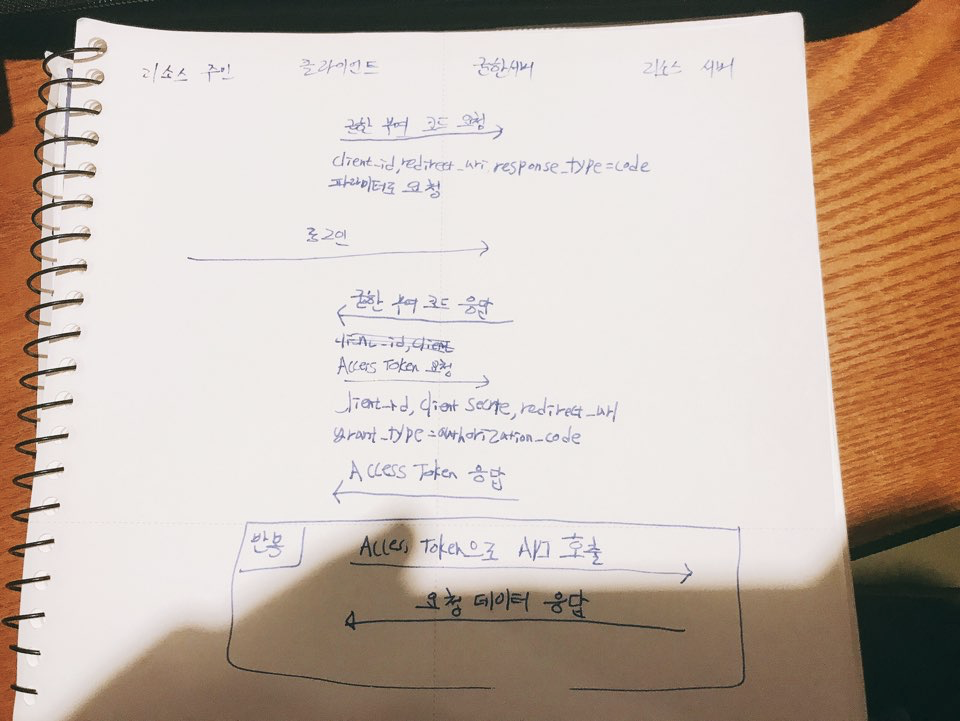 리소스 주인 클라이언트 권한서버 리소스 서버
권한 부여 코드 요청
client_id, redirect_uri response_type=code
파라미터로 요청
로그인
권한 부여 코드 응답
client_id, client
Access Token 요청
client_id, client secrte, redirect_url
grant_type=authorization_code
Access Token 응답
반복
Access Token으로 API 호출
요청 데이터 응답